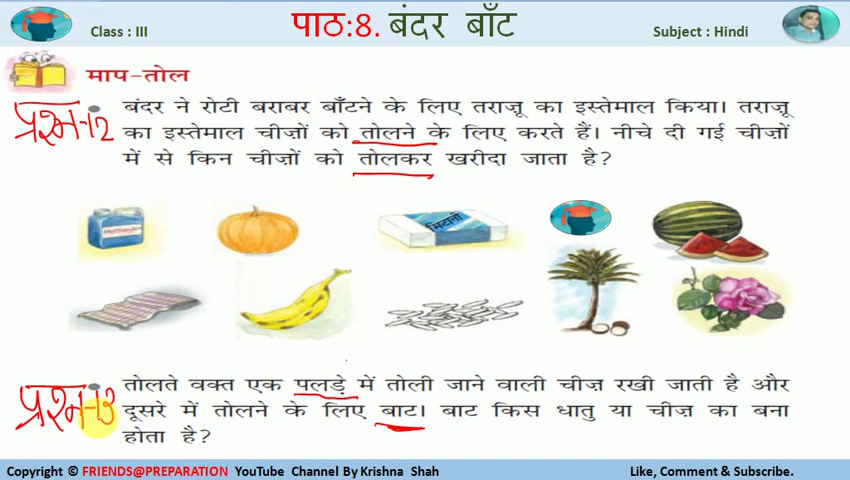 Class : III
पाठ:8. बंदर बाँट
Subject : Hindi
माप-तोल
प्रश्न-12
बंदर ने रोटी बराबर बाँटने के लिए तराज़ू का इस्तेमाल किया। तराज़ू
का इस्तेमाल चीज़ों को तोलने के लिए करते हैं। नीचे दी गई चीज़ों
में से किन चीज़ों को तोलकर खरीदा जाता है?
मिठाली
प्रश्न-13
तोलते वक्त एक पलड़े में तोली जाने वाली चीज़ रखी जाती है और
दूसरे में तोलने के लिए बाट। बाट किस धातु या चीज़ का बना
होता है?
Copyright © FRIENDS@PREPARATION YouTube Channel By Krishna Shah
Like, Comment & Subscribe.